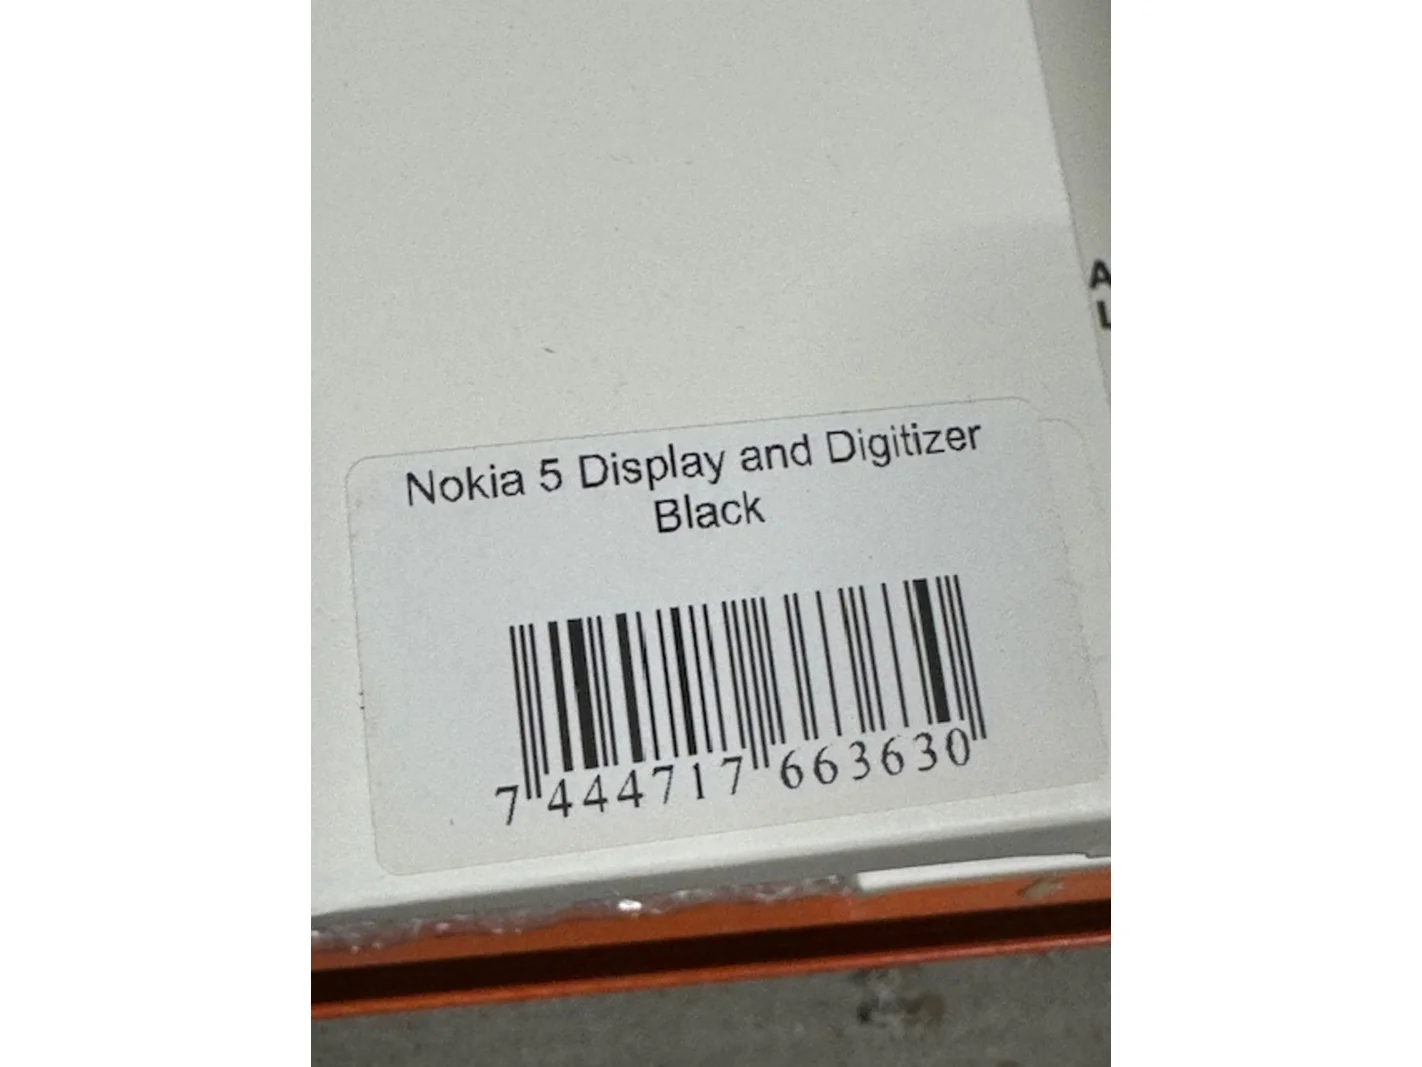 Nokia 5 Display and Digitizer
Black
7 444717 663630
A
L